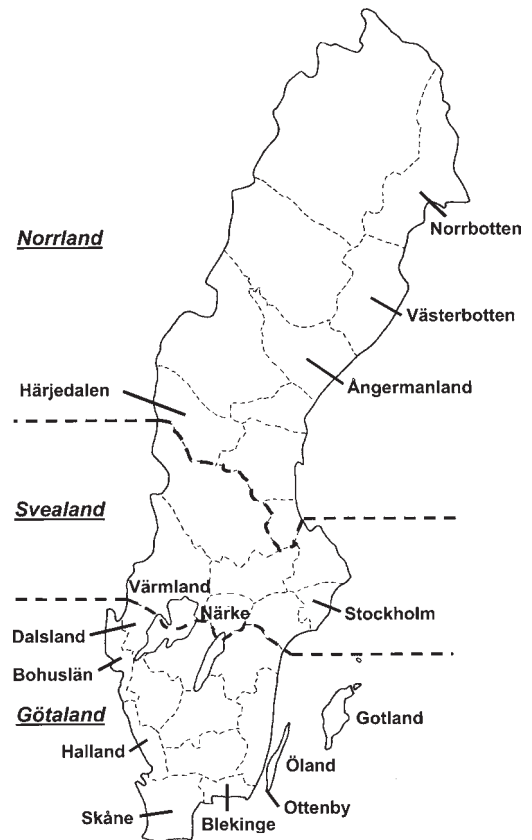 Norrland
Norrbotten
Västerbotten
Ångermanland
Härjedalen
Svealand
Värmland
Närke
Stockholm
Dalsland
Bohuslän
Götaland
Gotland
Halland
Öland
Ottenby
Skåne
Blekinge